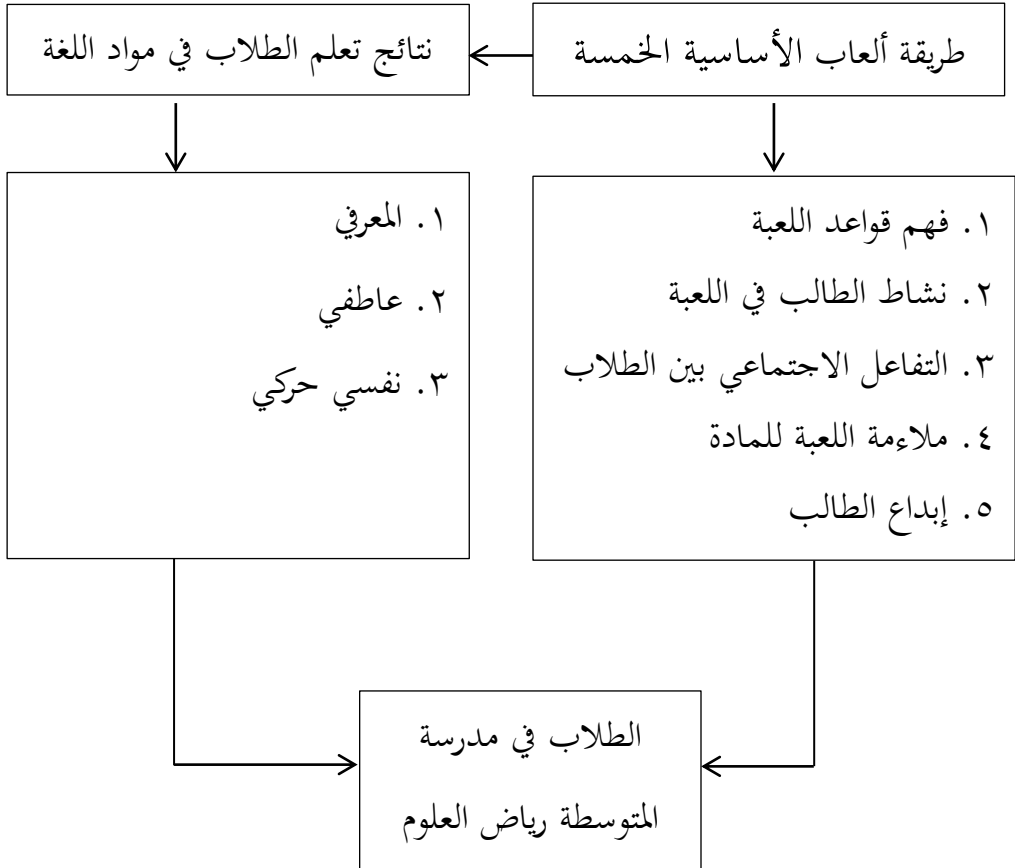 طريقة ألعاب الأساسية الخمسة
نتائج تعلم الطلاب في مواد اللغة
١. فهم قواعد اللعبة
٢. نشاط الطالب في اللعبة
٣. التفاعل الاجتماعي بين الطلاب
٤. ملاءمة اللعبة للمادة
٥. إبداع الطالب
١. المعرفي
٢. عاطفي
٣. نفسي حركي
الطلاب في مدرسة
المتوسطة رياض العلوم